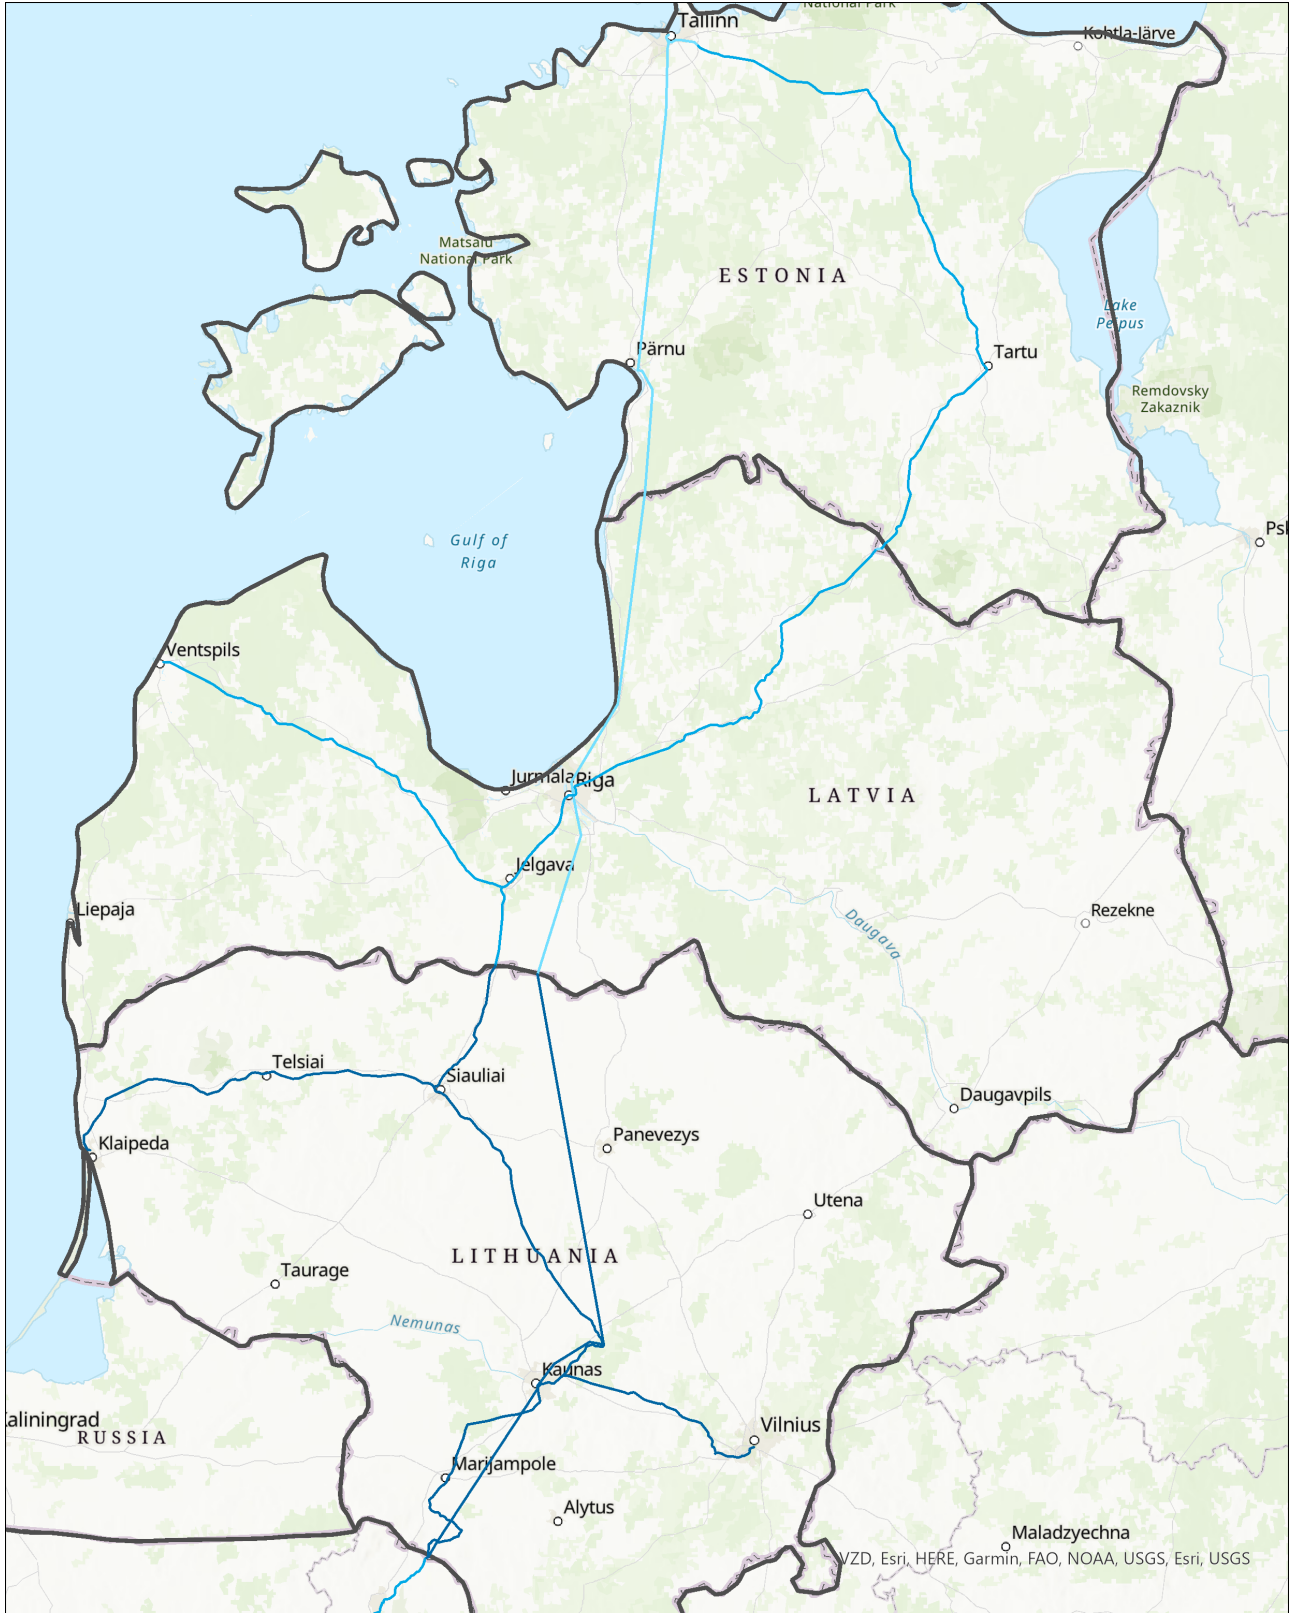 National Park
Tallinn
Kohtla-Järve
Matsalu
National Park
ESTONIA
Lake
Peipus
Pärnu
Tartu
Remdovsky
Zakaznik
Gulf of
Riga
Psl
Ventspils
Jurmala
Riga
LATVIA
Jelgava
Liepaja
Rezekne
Daugava
Telsiai
Siauliai
Daugavpils
Panevezys
Klaipeda
Utena
LITHUANIA
Taurage
Nemunas
Kaunas
Kaliningrad
RUSSIA
Vilnius
Marijampole
Alytus
Maladzyechna
VZD, Esri, HERE, Garmin, FAO, NOAA, USGS, Esri, USGS